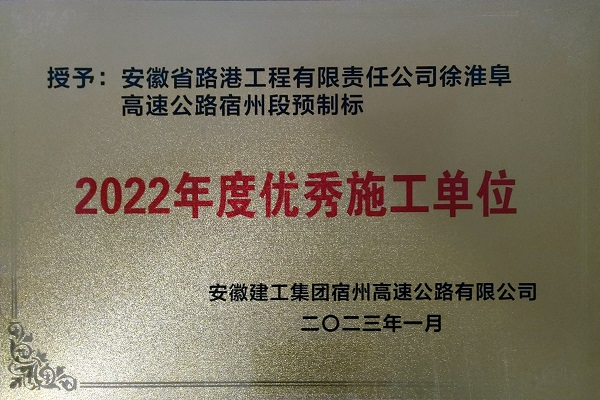 授予：安徽省路港工程有限责任公司徐淮阜
高速公路宿州段预制标
2022年度优秀施工单位
安徽建工集团宿州高速公路有限公司
二〇二三年一月